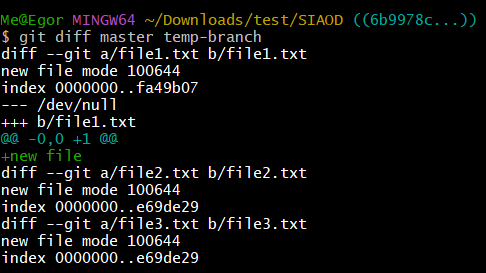 Me@Egor MINGW64 ~/Downloads/test/SIAOD ((6b9978c...))
$ git diff master temp-branch
diff --git a/file1.txt b/file1.txt
new file mode 100644
index 0000000..fa49b07
--- /dev/null
+++ b/file1.txt
@@ -0,0 +1 @@
+new file
diff --git a/file2.txt b/file2.txt
new file mode 100644
index 0000000..e69de29
diff --git a/file3.txt b/file3.txt
new file mode 100644
index 0000000..e69de29